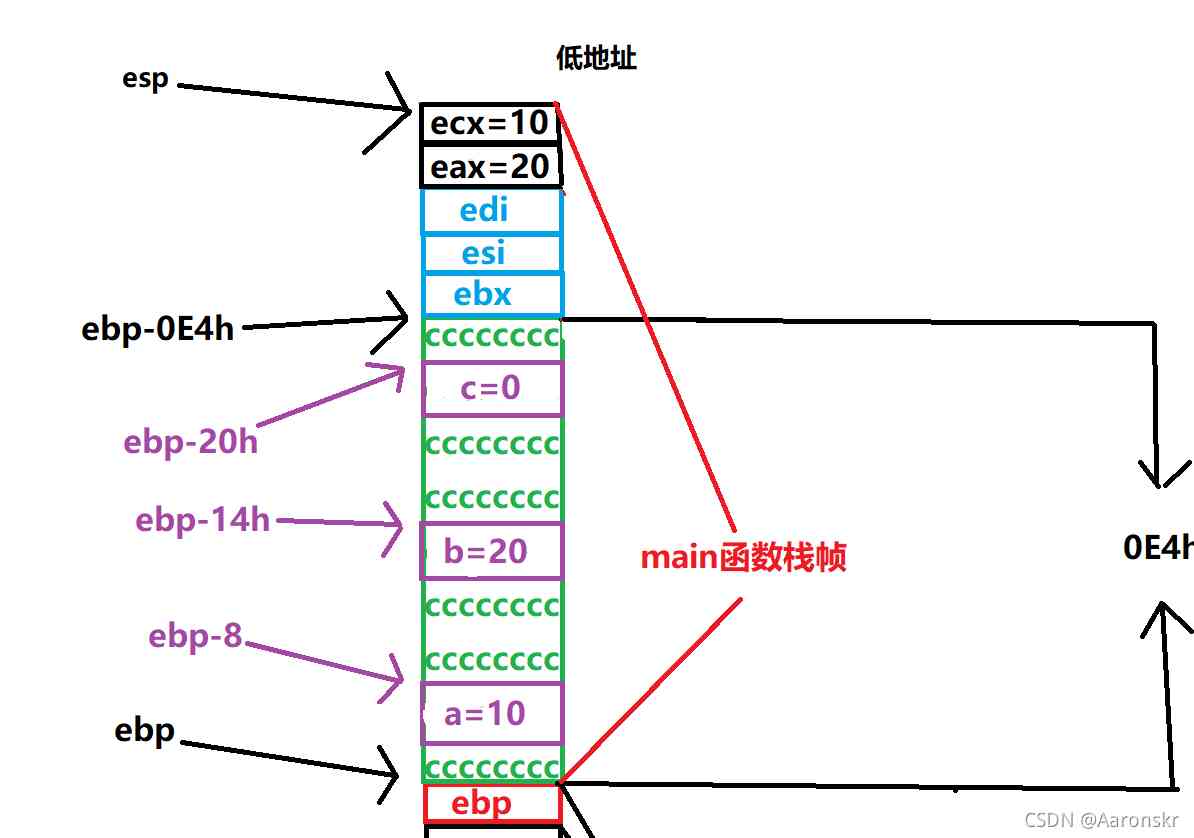 低地址
esp
ecx=10
eax=20
edi
esi
ebx
ebp-0E4h
cccccccc
c=0
ebp-20h
cccccccc
cccccccc
ebp-14h
b=20
main函数栈帧
0E4h
cccccccc
ebp-8
cccccccc
a=10
ebp
cccccccc
ebp
CSDN @Aaronskr